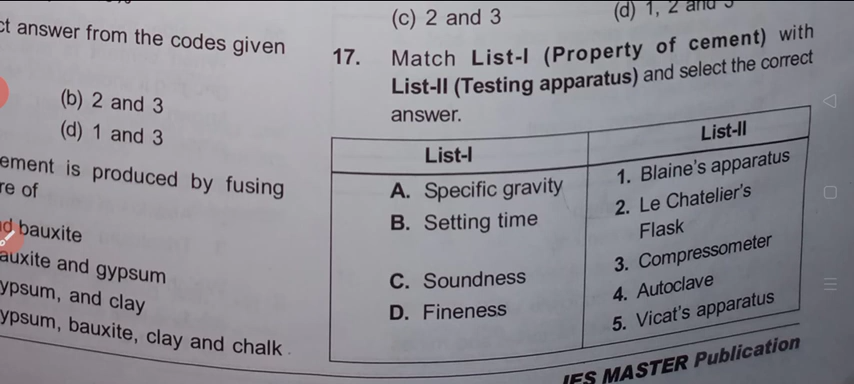 ct answer from the codes given
(b) 2 and 3
(d) 1 and 3
ement is produced by fusing
re of
d bauxite
auxite and gypsum
ypsum, and clay
ypsum, bauxite, clay and chalk
(c) 2 and 3
(d) 1, 2 and 3
17. Match List-I (Property of cement) with
List-II (Testing apparatus) and select the correct
answer.
List-I
List-II
A. Specific gravity
B. Setting time
C. Soundness
D. Fineness
1. Blaine's apparatus
2. Le Chatelier's
Flask
3. Compressometer
4. Autoclave
5. Vicat's apparatus
IES MASTER Publication